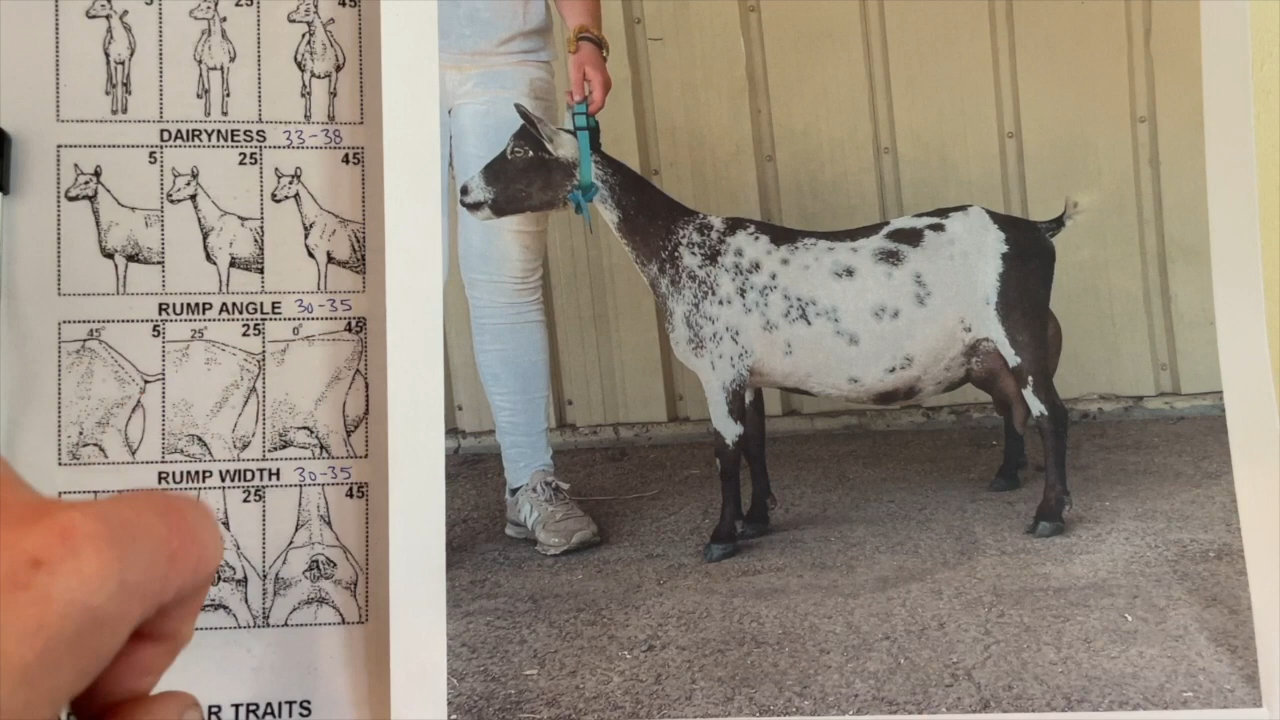 5 25 45
DAIRYNESS 33-38
5 25 45
RUMP ANGLE 30-35
45° 5 25° 25 0° 45
RUMP WIDTH 30-35
25 45
R TRAITS